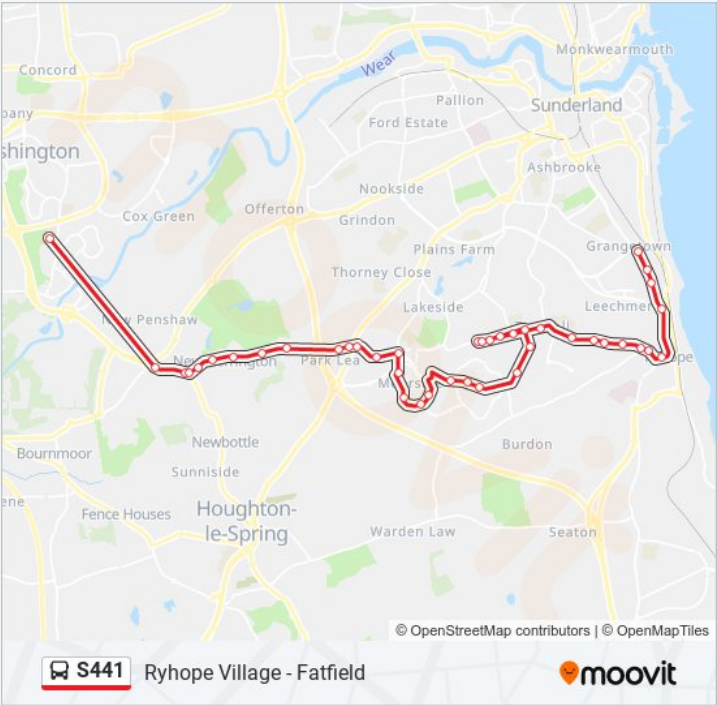 Monkwearmouth
Concord
Wear
Pallion
Sunderland
Ford Estate
shington
Ashbrooke
Nookside
Cox Green
Offerton
Grindon
Plains Farm
Thorney Close
Lakeside
New Penshaw
Park Lea
Burdon
Newbottle
Bournmoor
Sunniside
Houghton-
le-Spring
Fence Houses
Warden Law
Seaton
© OpenStreetMap contributors | © OpenMapTiles
S441
Ryhope Village - Fatfield
moovit